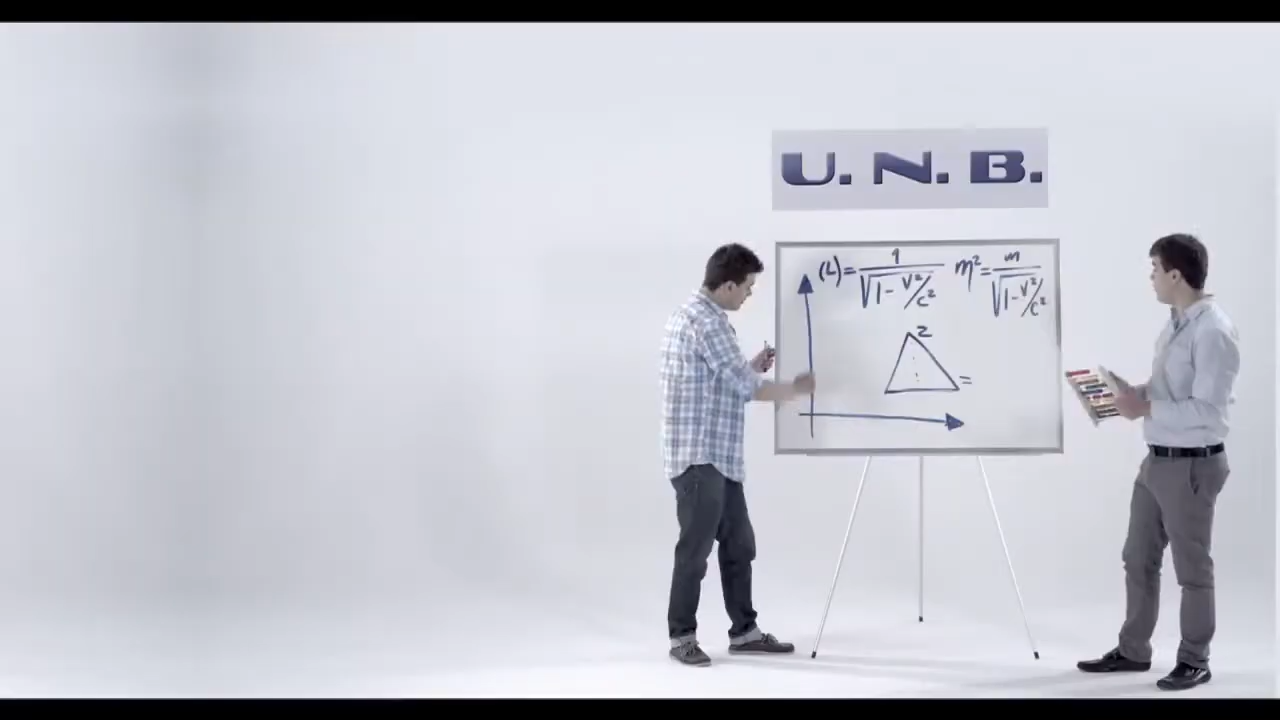 U. N. B.
(L) = 1/√1-v²/c² m² = m/√1-v²/c²
2
=